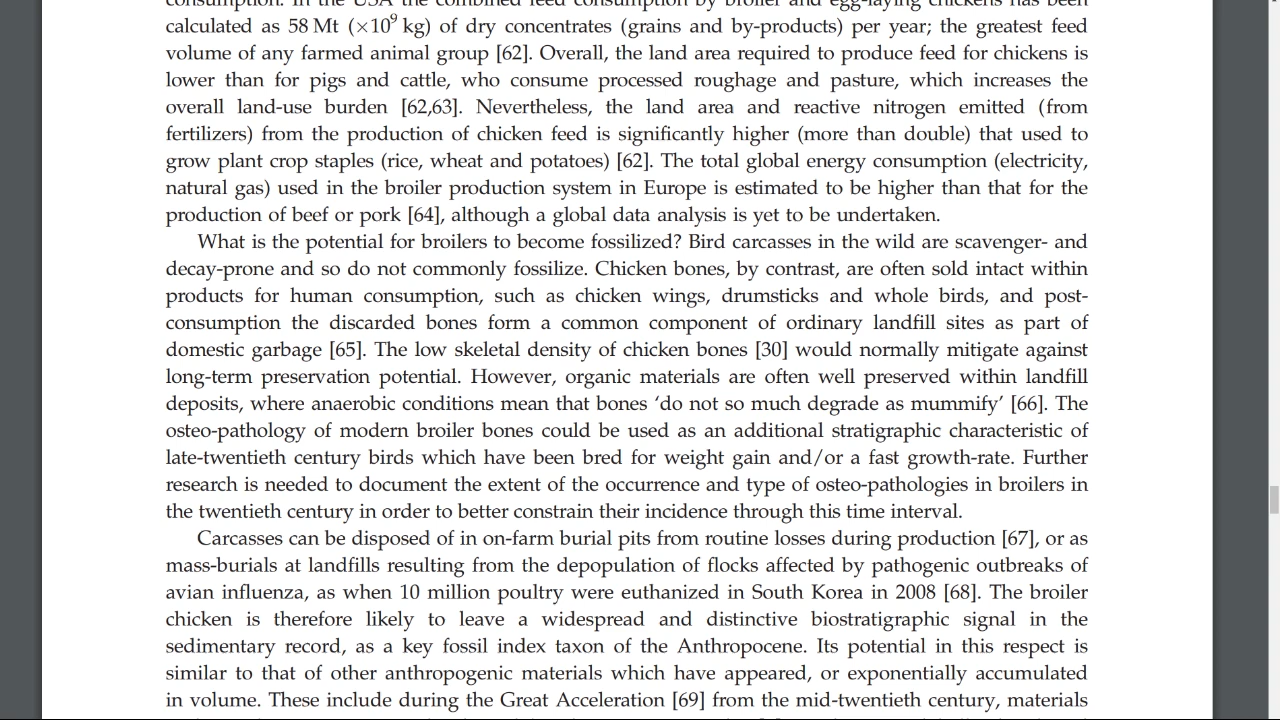 consumption. In the USA the combined feed consumption by broiler and egg-laying chickens has been
calculated as 58 Mt (×10⁹ kg) of dry concentrates (grains and by-products) per year; the greatest feed
volume of any farmed animal group [62]. Overall, the land area required to produce feed for chickens is
lower than for pigs and cattle, who consume processed roughage and pasture, which increases the
overall land-use burden [62,63]. Nevertheless, the land area and reactive nitrogen emitted (from
fertilizers) from the production of chicken feed is significantly higher (more than double) that used to
grow plant crop staples (rice, wheat and potatoes) [62]. The total global energy consumption (electricity,
natural gas) used in the broiler production system in Europe is estimated to be higher than that for the
production of beef or pork [64], although a global data analysis is yet to be undertaken.
What is the potential for broilers to become fossilized? Bird carcasses in the wild are scavenger- and
decay-prone and so do not commonly fossilize. Chicken bones, by contrast, are often sold intact within
products for human consumption, such as chicken wings, drumsticks and whole birds, and post-
consumption the discarded bones form a common component of ordinary landfill sites as part of
domestic garbage [65]. The low skeletal density of chicken bones [30] would normally mitigate against
long-term preservation potential. However, organic materials are often well preserved within landfill
deposits, where anaerobic conditions mean that bones ‘do not so much degrade as mummify’ [66]. The
osteo-pathology of modern broiler bones could be used as an additional stratigraphic characteristic of
late-twentieth century birds which have been bred for weight gain and/or a fast growth-rate. Further
research is needed to document the extent of the occurrence and type of osteo-pathologies in broilers in
the twentieth century in order to better constrain their incidence through this time interval.
Carcasses can be disposed of in on-farm burial pits from routine losses during production [67], or as
mass-burials at landfills resulting from the depopulation of flocks affected by pathogenic outbreaks of
avian influenza, as when 10 million poultry were euthanized in South Korea in 2008 [68]. The broiler
chicken is therefore likely to leave a widespread and distinctive biostratigraphic signal in the
sedimentary record, as a key fossil index taxon of the Anthropocene. Its potential in this respect is
similar to that of other anthropogenic materials which have appeared, or exponentially accumulated
in volume. These include during the Great Acceleration [69] from the mid-twentieth century, materials